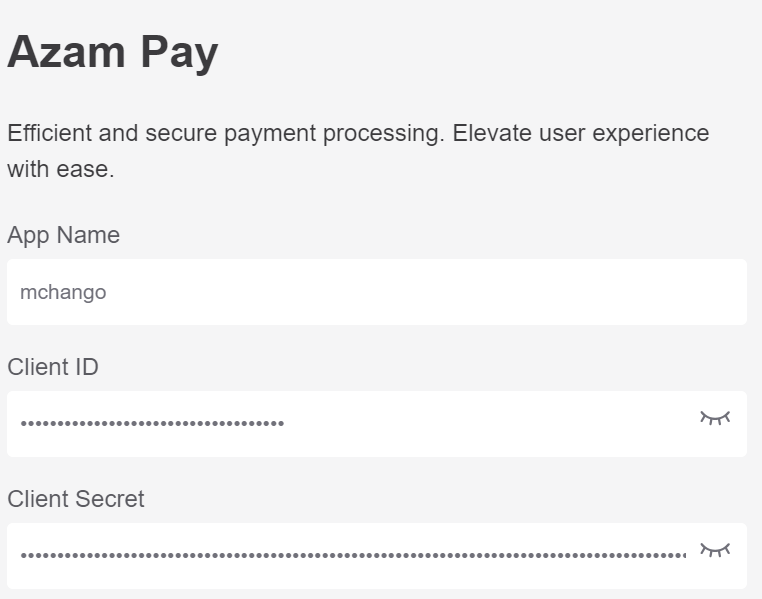 Azam Pay
Efficient and secure payment processing. Elevate user experience
with ease.
App Name
mchango
Client ID
••••••••••••••••••••••••••••••••••••
Client Secret
••••••••••••••••••••••••••••••••••••••••••••••••••••••••••••••••••••••••••••••••••••••••••